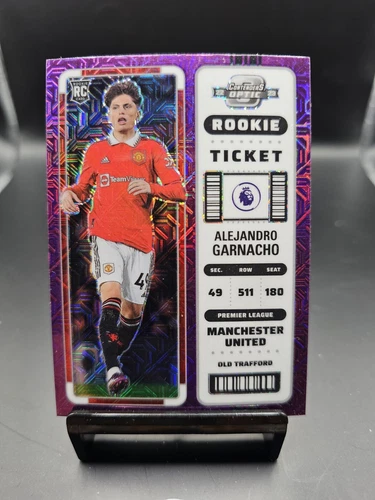 RC
CONTENDERS
OPTIC
ROOKIE
TICKET
ALEJANDRO
GARNACHO
SEC. ROW SEAT
49 511 180
PREMIER LEAGUE
MANCHESTER
UNITED
OLD TRAFFORD
TeamViewer